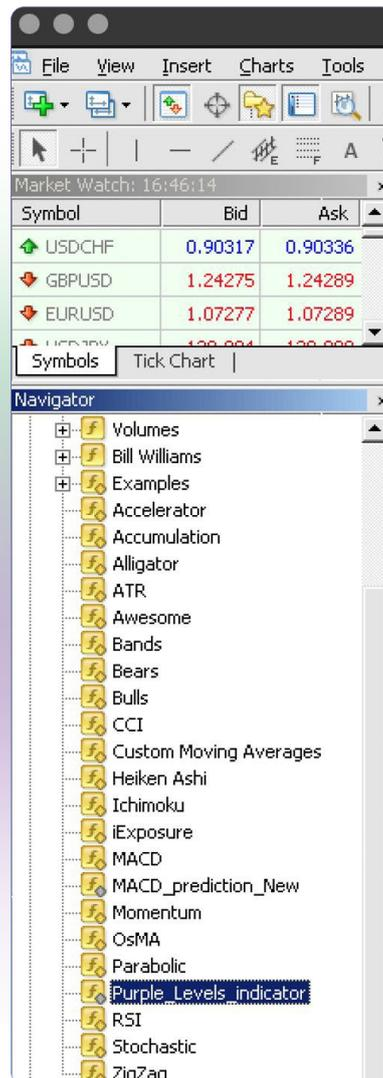 File View Insert Charts Tools
E F A
Market Watch: 16:46:14
Symbol Bid Ask
USDCHF 0.90317 0.90336
GBPUSD 1.24275 1.24289
EURUSD 1.07277 1.07289
Symbols Tick Chart
Navigator
Volumes
Bill Williams
Examples
Accelerator
Accumulation
Alligator
ATR
Awesome
Bands
Bears
Bulls
CCI
Custom Moving Averages
Heiken Ashi
Ichimoku
iExposure
MACD
MACD_prediction_New
Momentum
OsMA
Parabolic
Purple_Levels_indicator
RSI
Stochastic
ZigZag